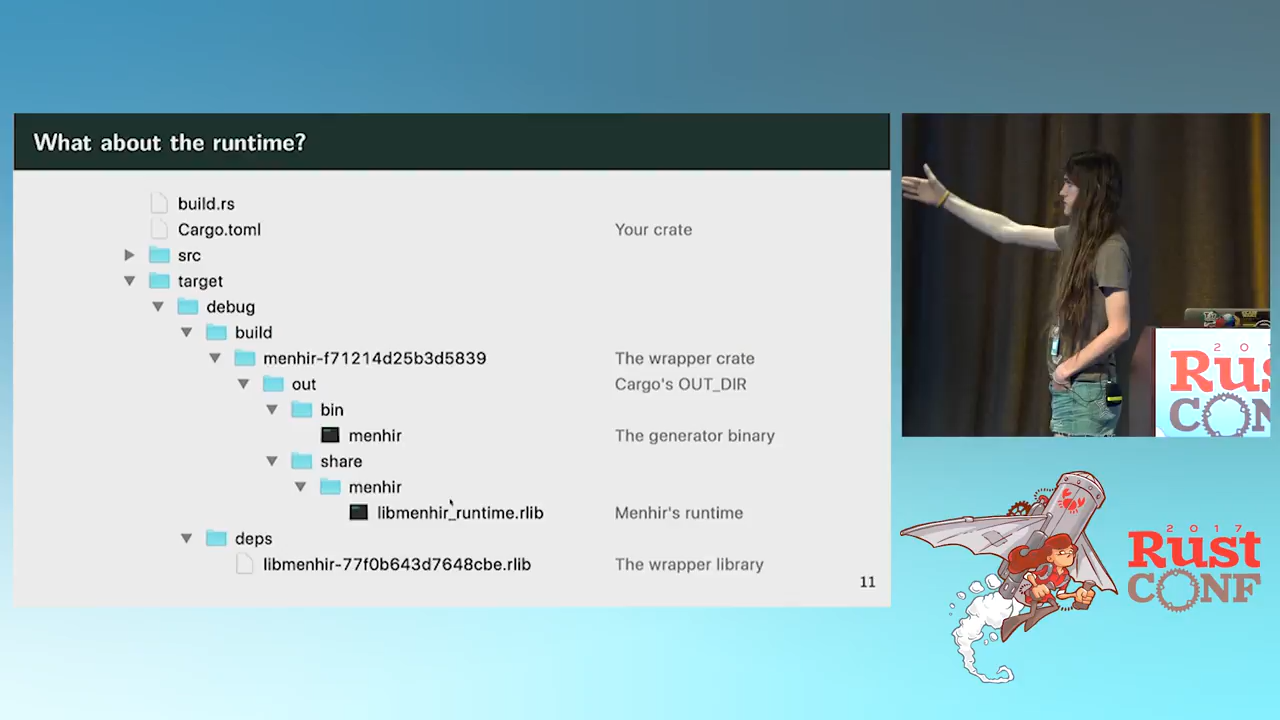 What about the runtime?
build.rs
Cargo.toml Your crate
src
target
debug
build
menhir-f71214d25b3d5839 The wrapper crate
out Cargo's OUT_DIR
bin
menhir The generator binary
share
menhir
libmenhir_runtime.rlib Menhir's runtime
deps
libmenhir-77f0b643d7648cbe.rlib The wrapper library
11
2017
Rust
CONF